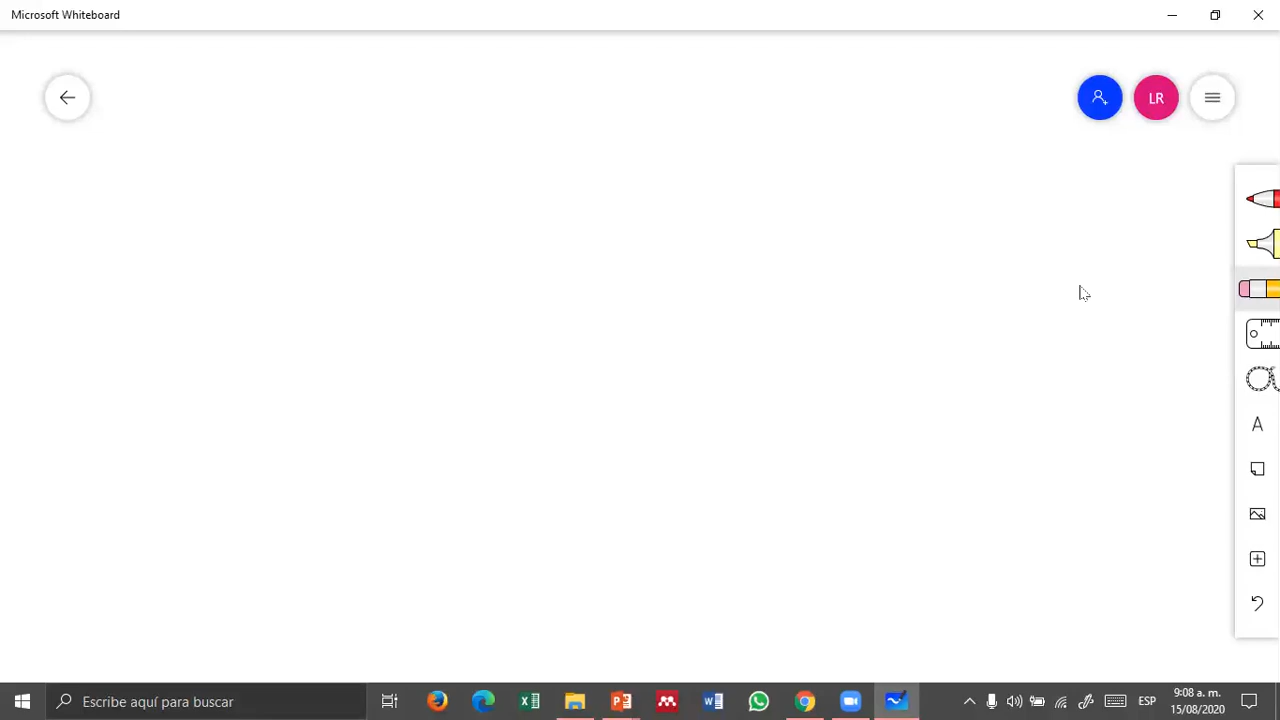 Microsoft Whiteboard
LR
A
Escribe aquí para buscar
ESP
9:08 a. m.
15/08/2020